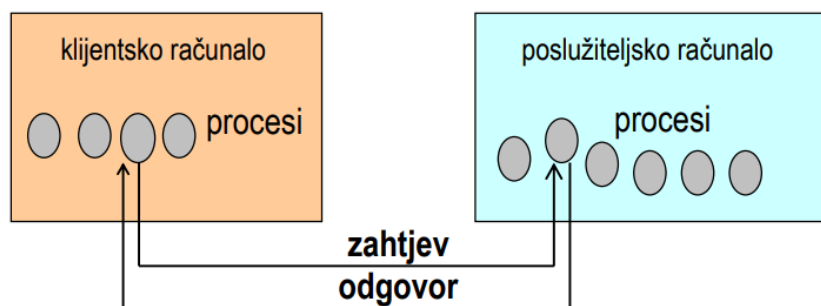 klijentsko računalo
procesi
poslužiteljsko računalo
procesi
zahtjev
odgovor